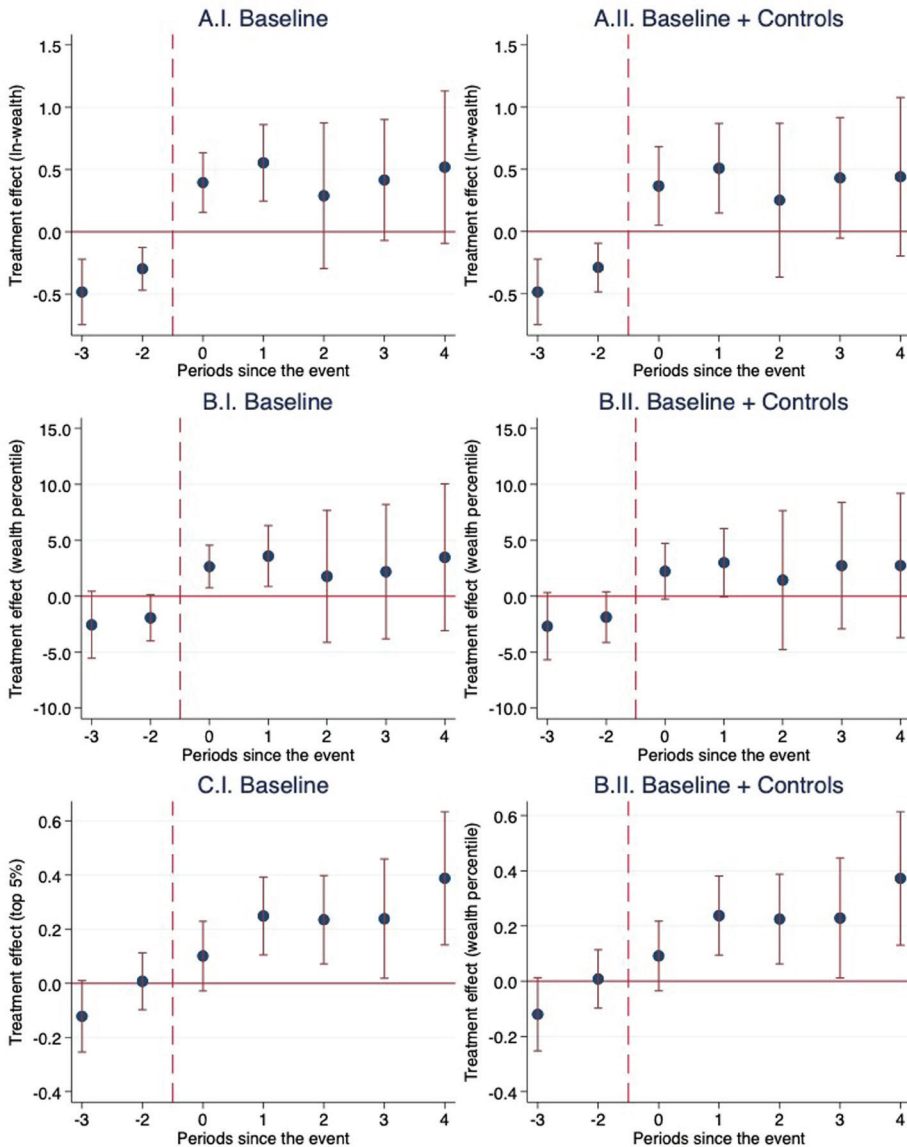 A.I. Baseline
Treatment effect (ln-wealth)
1.5
1.0
0.5
0.0
-0.5
-3 -2 0 1 2 3 4
Periods since the event
A.II. Baseline + Controls
Treatment effect (ln-wealth)
1.5
1.0
0.5
0.0
-0.5
-3 -2 0 1 2 3 4
Periods since the event
B.I. Baseline
Treatment effect (wealth percentile)
15.0
10.0
5.0
0.0
-5.0
-10.0
-3 -2 0 1 2 3 4
Periods since the event
B.II. Baseline + Controls
Treatment effect (wealth percentile)
15.0
10.0
5.0
0.0
-5.0
-10.0
-3 -2 0 1 2 3 4
Periods since the event
C.I. Baseline
Treatment effect (top 5%)
0.6
0.4
0.2
0.0
-0.2
-0.4
-3 -2 0 1 2 3 4
Periods since the event
B.II. Baseline + Controls
Treatment effect (wealth percentile)
0.6
0.4
0.2
0.0
-0.2
-0.4
-3 -2 0 1 2 3 4
Periods since the event